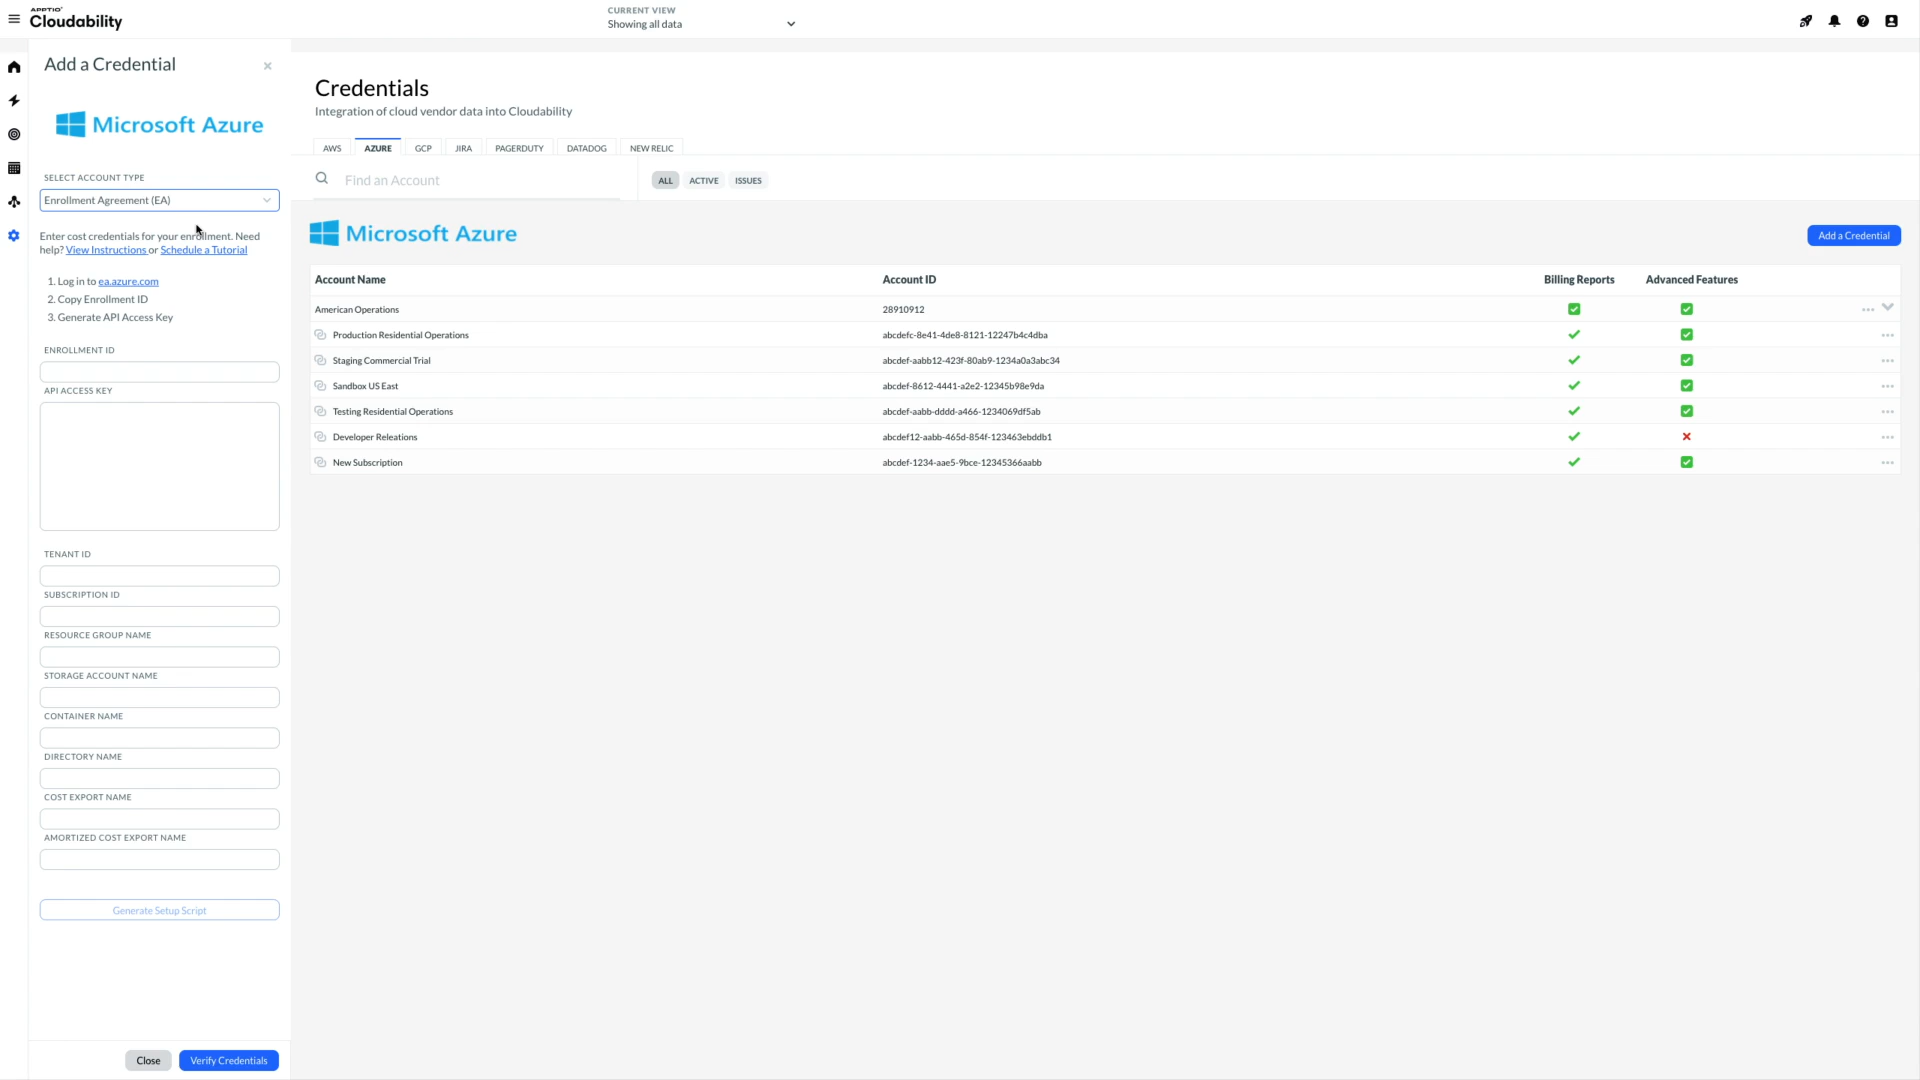 APPTIO
Cloudability
CURRENT VIEW
Showing all data
Add a Credential
×
Microsoft Azure
SELECT ACCOUNT TYPE
Enrollment Agreement (EA)
Enter cost credentials for your enrollment. Need
help? View Instructions or Schedule a Tutorial
1. Log in to ea.azure.com
2. Copy Enrollment ID
3. Generate API Access Key
ENROLLMENT ID
API ACCESS KEY
TENANT ID
SUBSCRIPTION ID
RESOURCE GROUP NAME
STORAGE ACCOUNT NAME
CONTAINER NAME
DIRECTORY NAME
COST EXPORT NAME
AMORTIZED COST EXPORT NAME
Generate Setup Script
Close Verify Credentials
Credentials
Integration of cloud vendor data into Cloudability
AWS AZURE GCP JIRA PAGERDUTY DATADOG NEW RELIC
Find an Account ALL ACTIVE ISSUES
Microsoft Azure Add a Credential
Account Name Account ID Billing Reports Advanced Features
American Operations 28910912
Production Residential Operations abcdefc-8e41-4de8-8121-12247b4c4dba
Staging Commercial Trial abcdef-aabb12-423f-80ab9-1234a0a3abc34
Sandbox US East abcdef-8612-4441-a2e2-12345b98e9da
Testing Residential Operations abcdef-aabb-dddd-a466-1234069df5ab
Developer Releations abcdef12-aabb-465d-854f-123463ebddb1
New Subscription abcdef-1234-aae5-9bce-12345366aabb